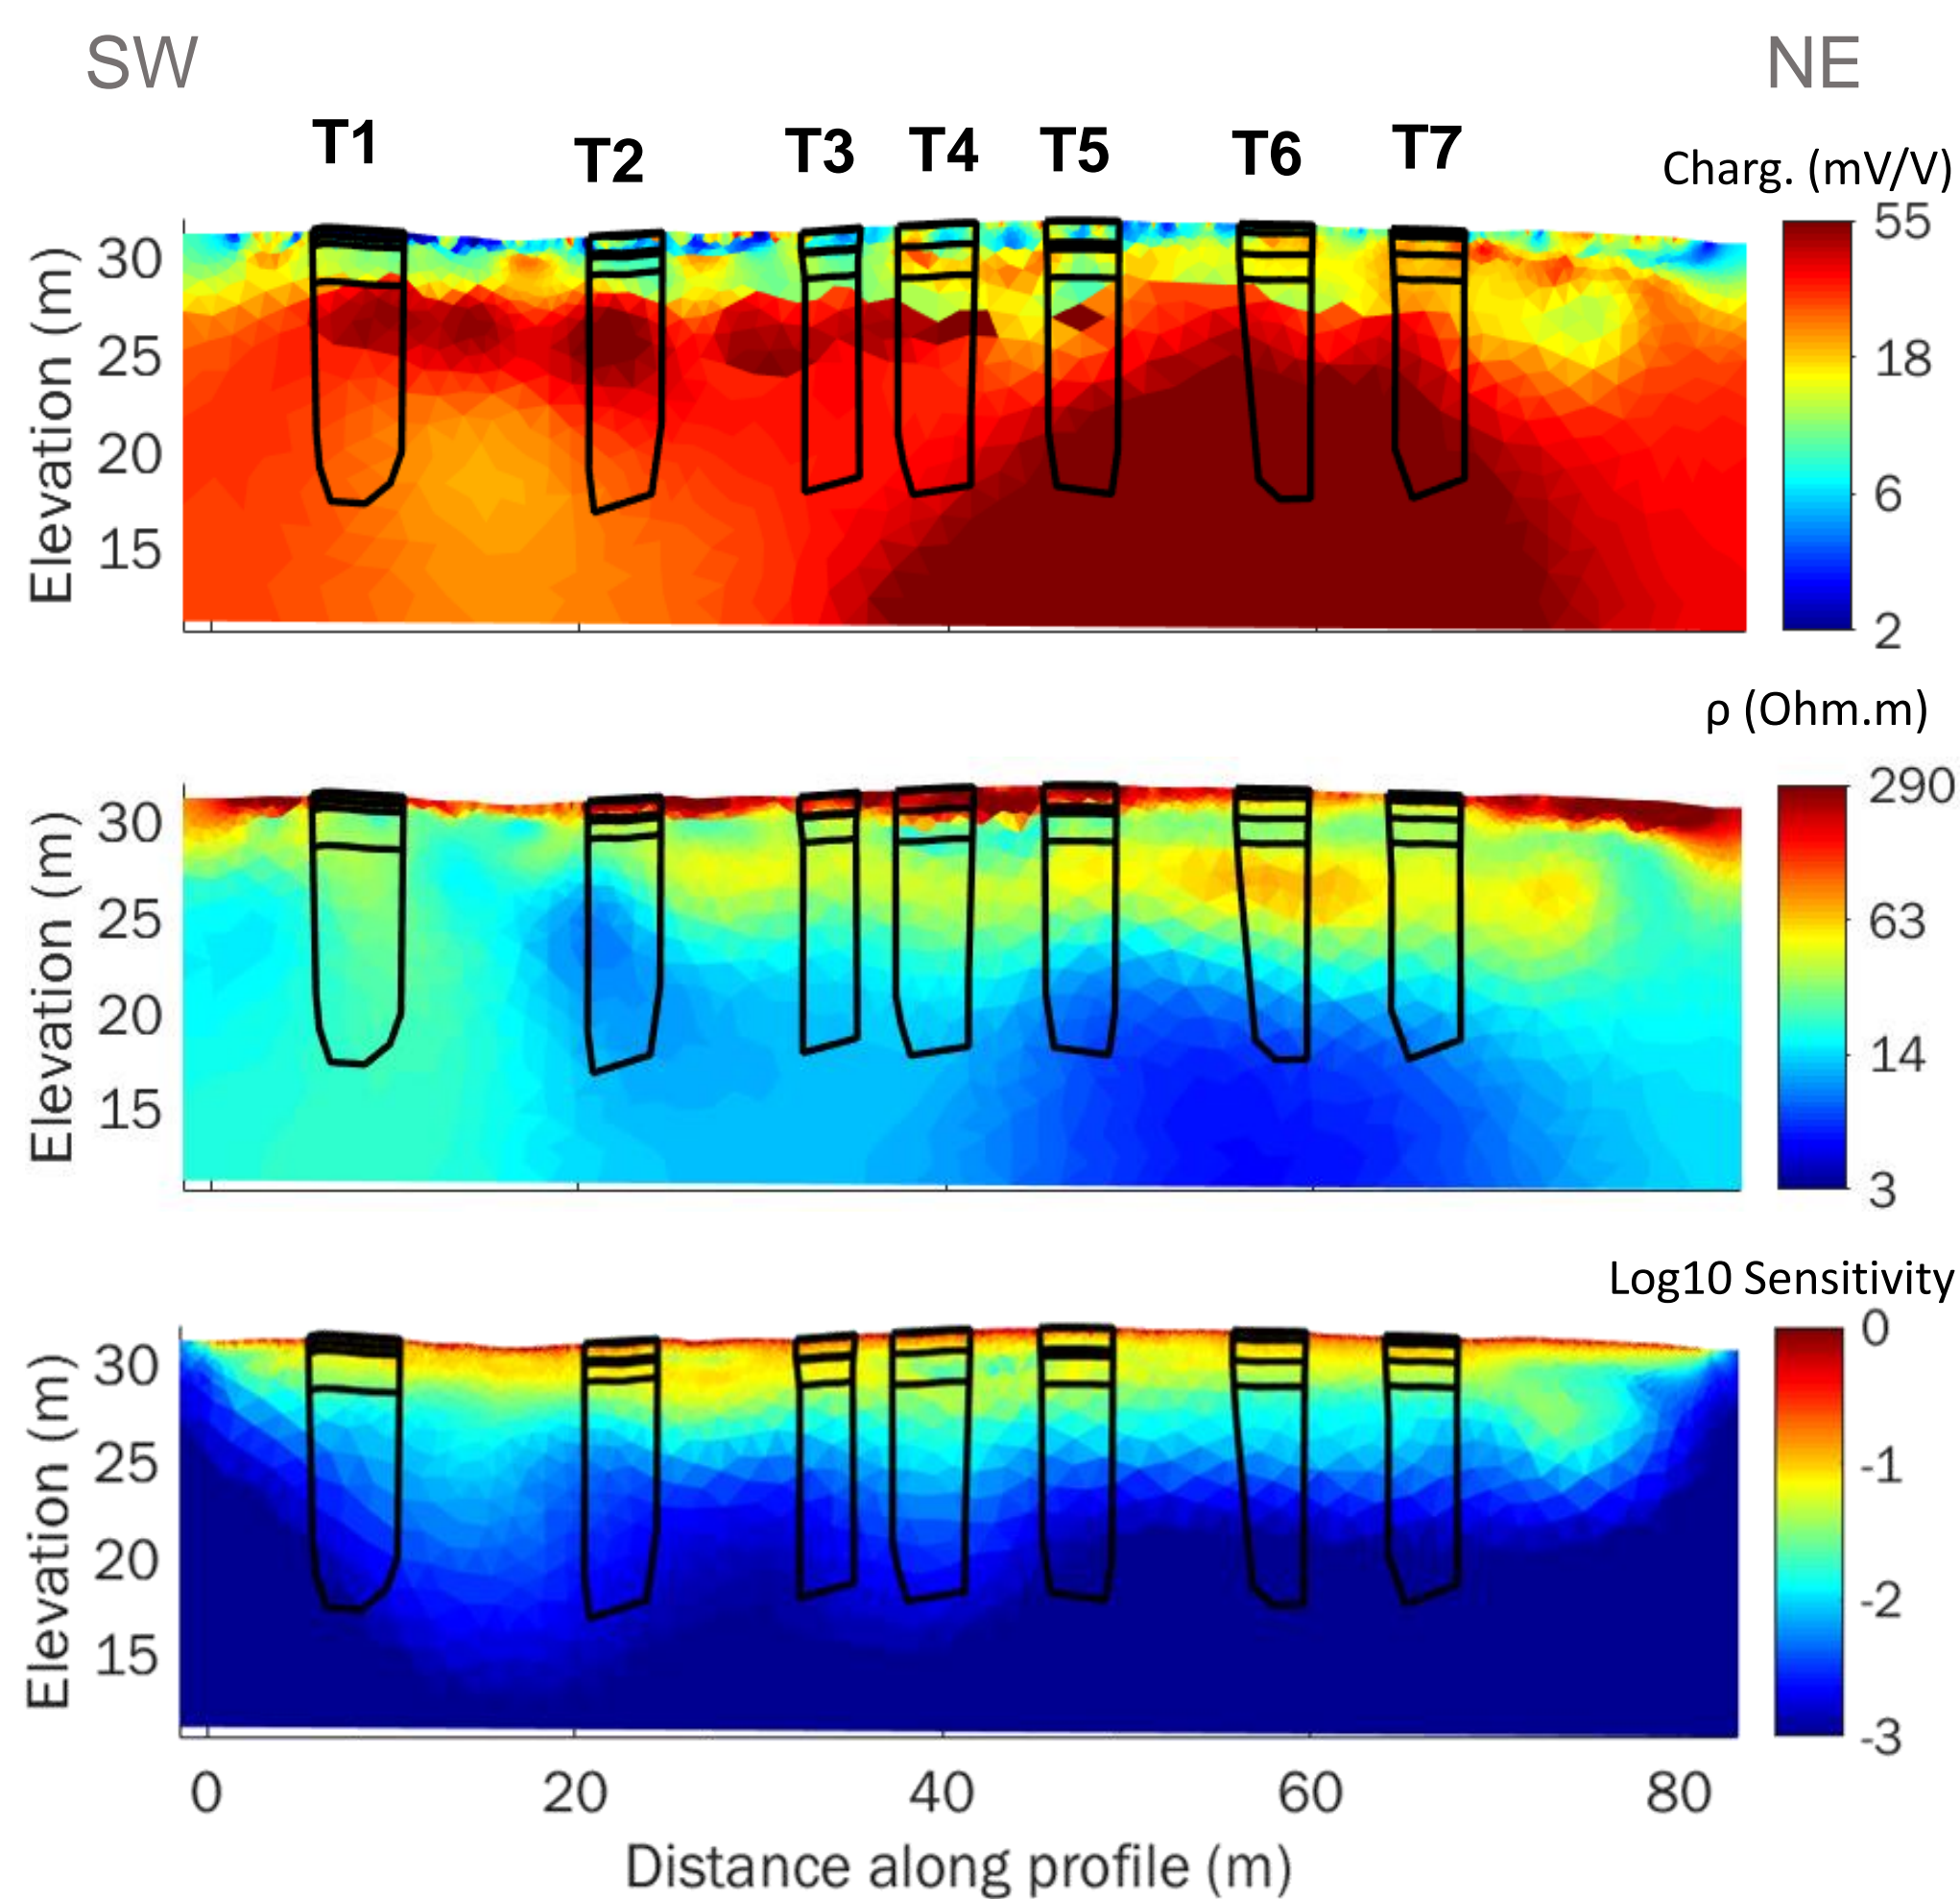 SW NE
T1 T2 T3 T4 T5 T6 T7
Charg. (mV/V)
Elevation (m)
30
25
20
15
55
18
6
2
ρ (Ohm.m)
Elevation (m)
30
25
20
15
290
63
14
3
Log10 Sensitivity
Elevation (m)
30
25
20
15
0
-1
-2
-3
0 20 40 60 80
Distance along profile (m)